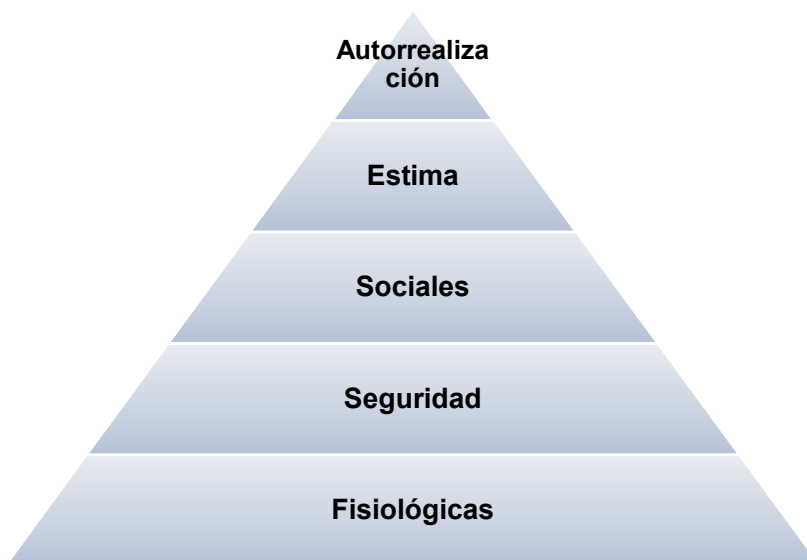 Autorrealiza
ción
Estima
Sociales
Seguridad
Fisiológicas